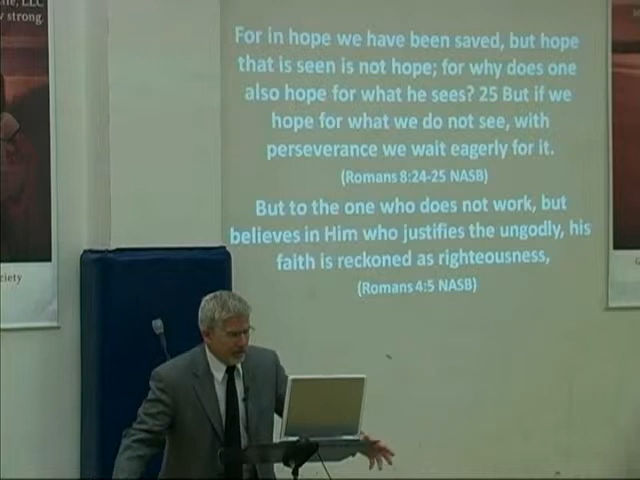 LLC
strong.
For in hope we have been saved, but hope
that is seen is not hope; for why does one
also hope for what he sees? 25 But if we
hope for what we do not see, with
perseverance we wait eagerly for it.
(Romans 8:24-25 NASB)
But to the one who does not work, but
believes in Him who justifies the ungodly, his
faith is reckoned as righteousness,
(Romans 4:5 NASB)
ciety